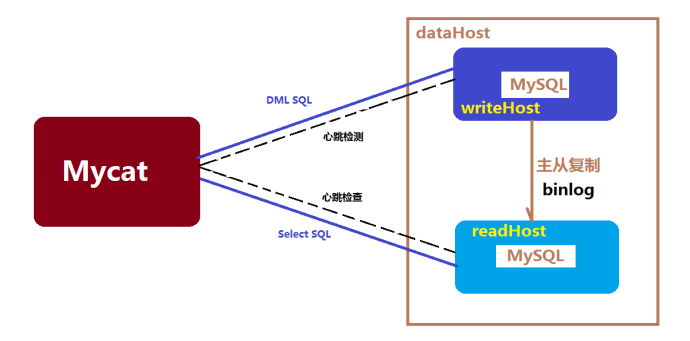 dataHost
MySQL
writeHost
DML SQL
心跳检测
Mycat
主从复制
binlog
心跳检查
Select SQL
readHost
MySQL